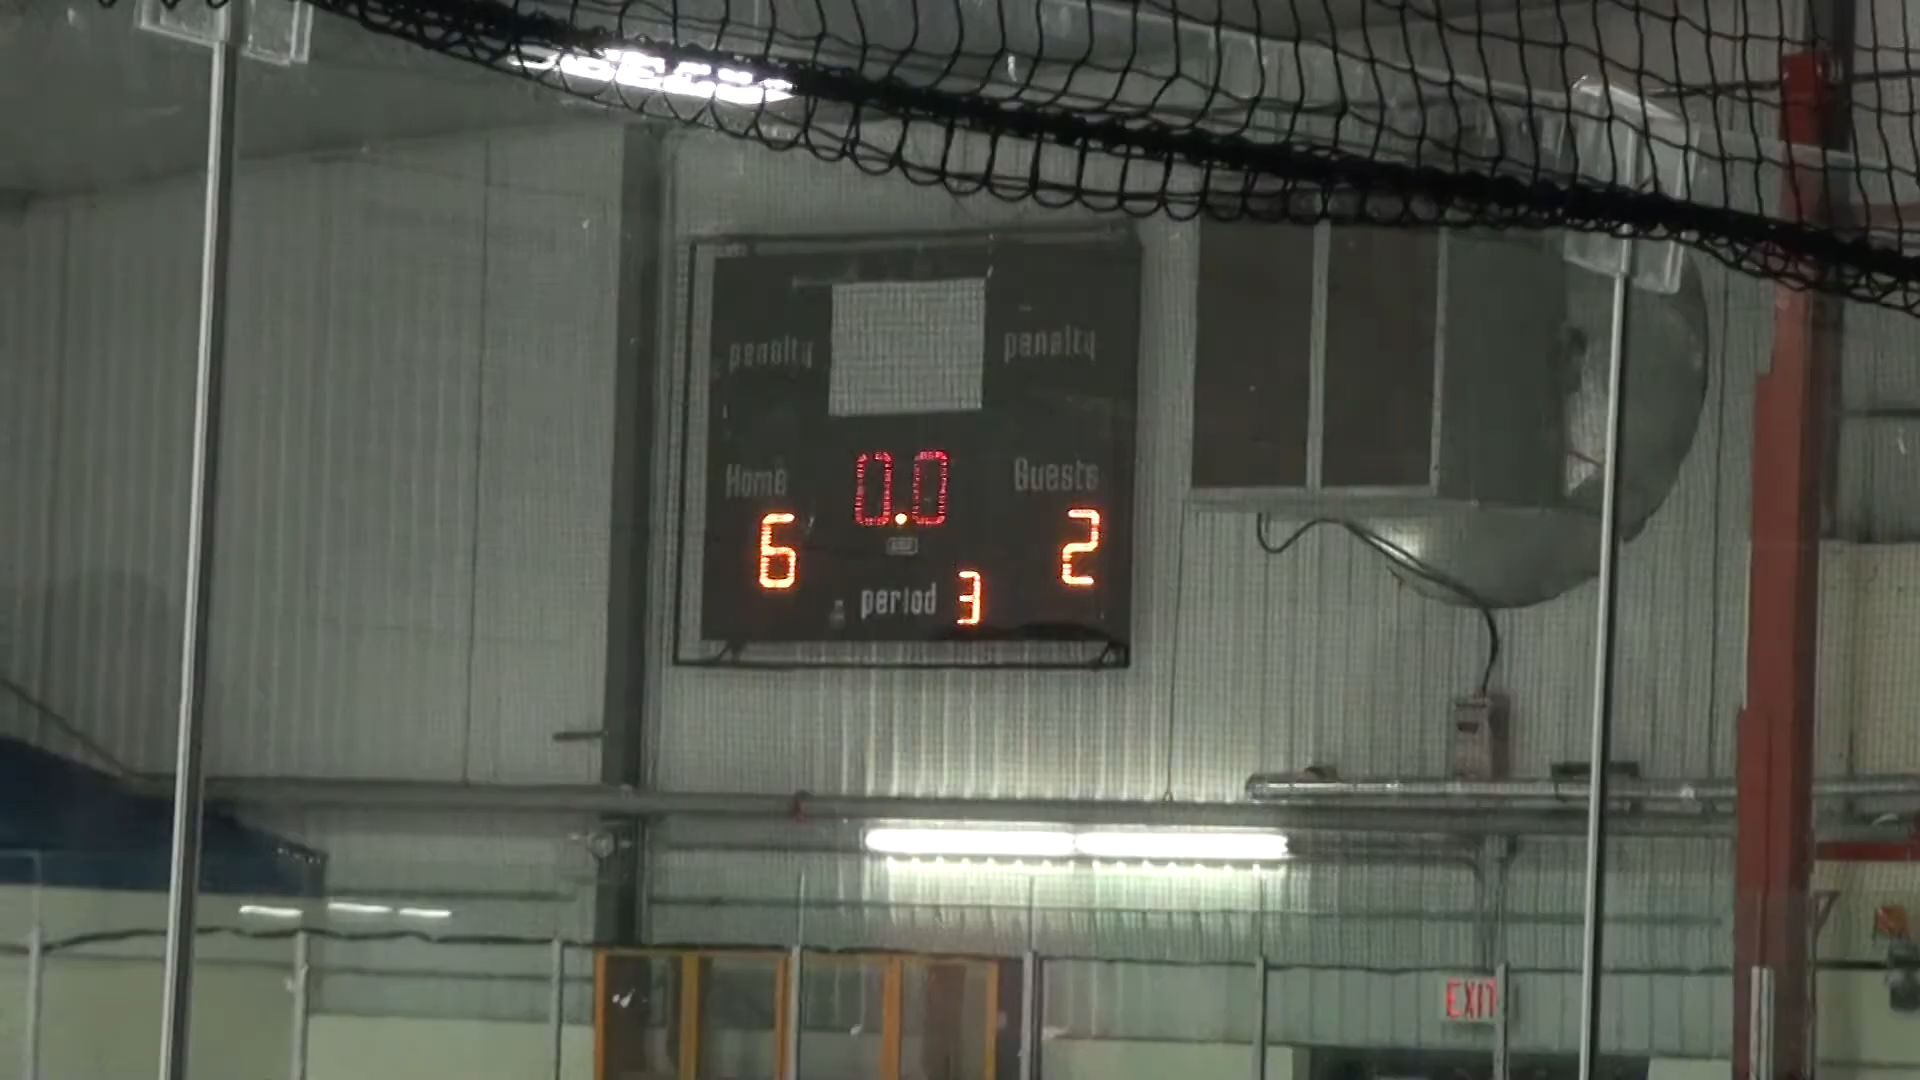 penalty penalty
Home 0.0 Guests
6 2
period 3
EXIT